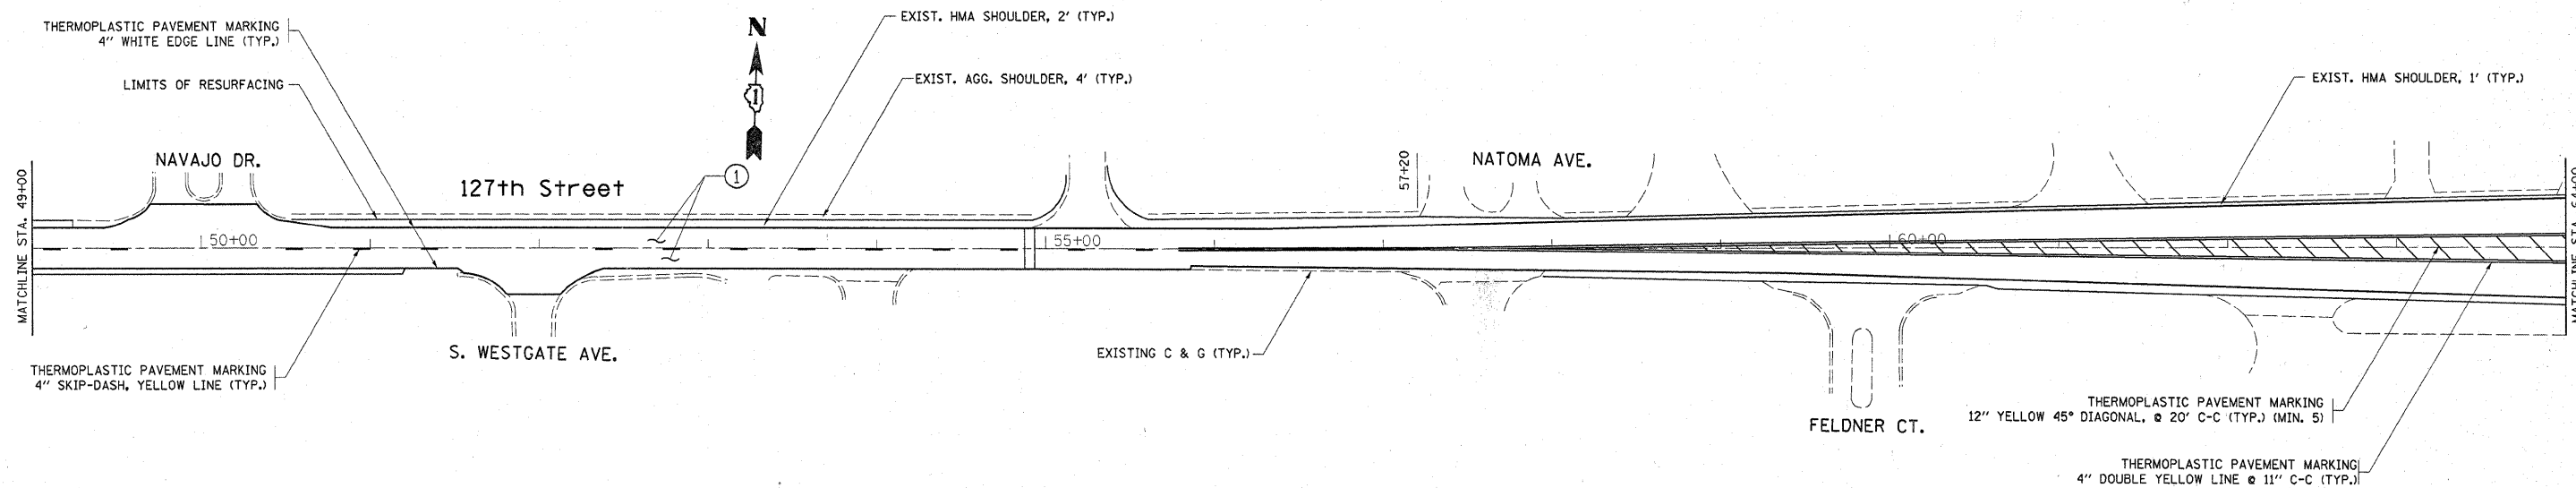 THERMOPLASTIC PAVEMENT MARKING
4" WHITE EDGE LINE (TYP.)
LIMITS OF RESURFACING
N
1
EXIST. HMA SHOULDER, 2' (TYP.)
EXIST. AGG. SHOULDER, 4' (TYP.)
EXIST. HMA SHOULDER, 1' (TYP.)
MATCHLINE STA. 49+00
NAVAJO DR.
127th Street
1
57+20
NATOMA AVE.
MATCHLINE STA. 64+00
50+00
55+00
60+00
S. WESTGATE AVE.
EXISTING C & G (TYP.)
THERMOPLASTIC PAVEMENT MARKING
4" SKIP-DASH, YELLOW LINE (TYP.)
FELDNER CT.
THERMOPLASTIC PAVEMENT MARKING
12" YELLOW 45° DIAGONAL, @ 20' C-C (TYP.) (MIN. 5)
THERMOPLASTIC PAVEMENT MARKING
4" DOUBLE YELLOW LINE @ 11" C-C (TYP.)